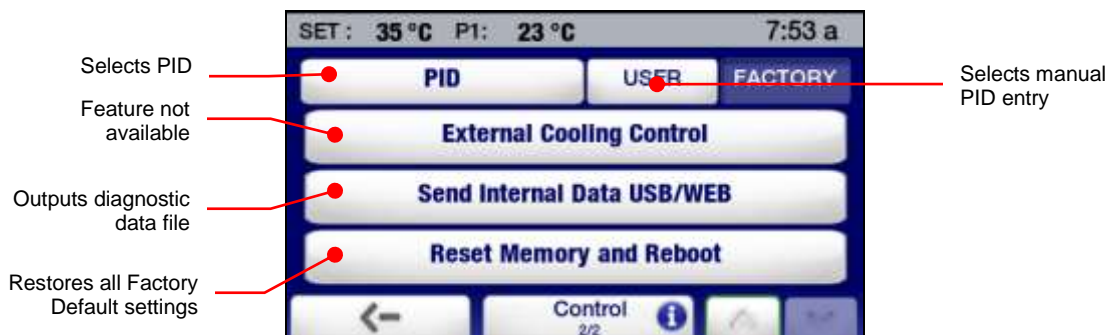 SET: 35 °C P1: 23 °C 7:53 a
Selects PID
PID USER FACTORY
Selects manual
PID entry
Feature not
available
External Cooling Control
Outputs diagnostic
data file
Send Internal Data USB/WEB
Restores all Factory
Default settings
Reset Memory and Reboot
Control
2/2